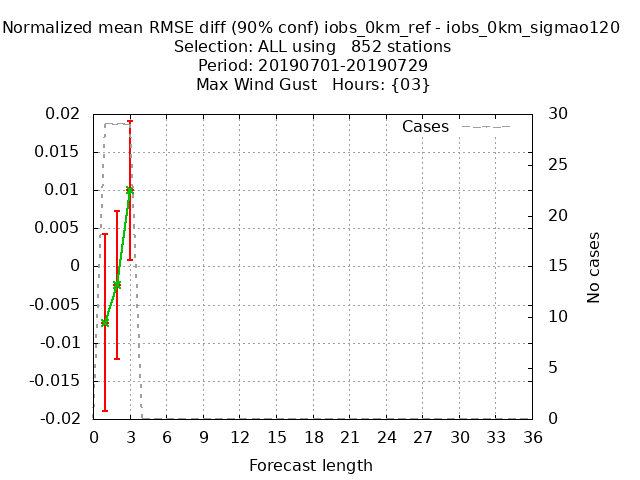 Normalized mean RMSE diff (90% conf) iobs_0km_ref - iobs_0km_sigmao120
Selection: ALL using 852 stations
Period: 20190701-20190729
Max Wind Gust Hours: {03}
Cases
0.02
0.015
0.01
0.005
0
-0.005
-0.01
-0.015
-0.02
30
25
20
15
10
5
0
No cases
0 3 6 9 12 15 18 21 24 27 30 33 36
Forecast length